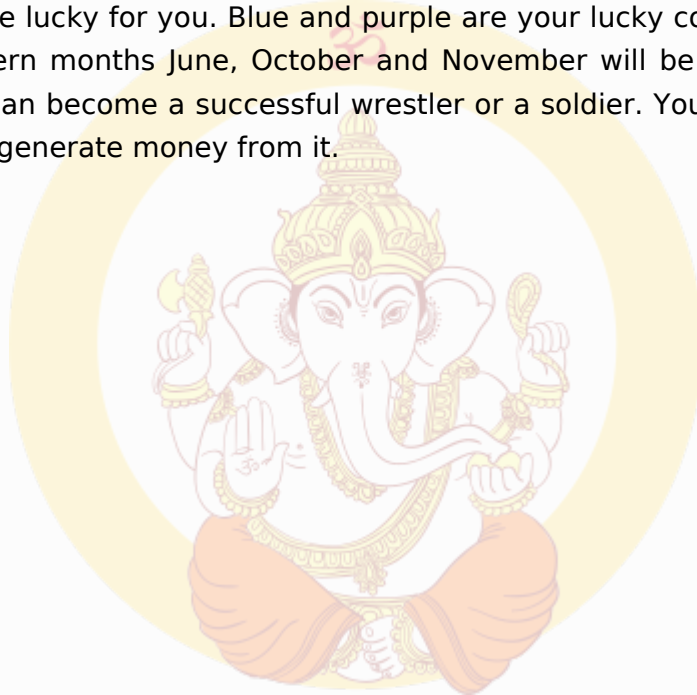 e lucky for you. Blue and purple are your lucky co
ern months June, October and November will be
an become a successful wrestler or a soldier. You
generate money from it.
ॐ
ॐ